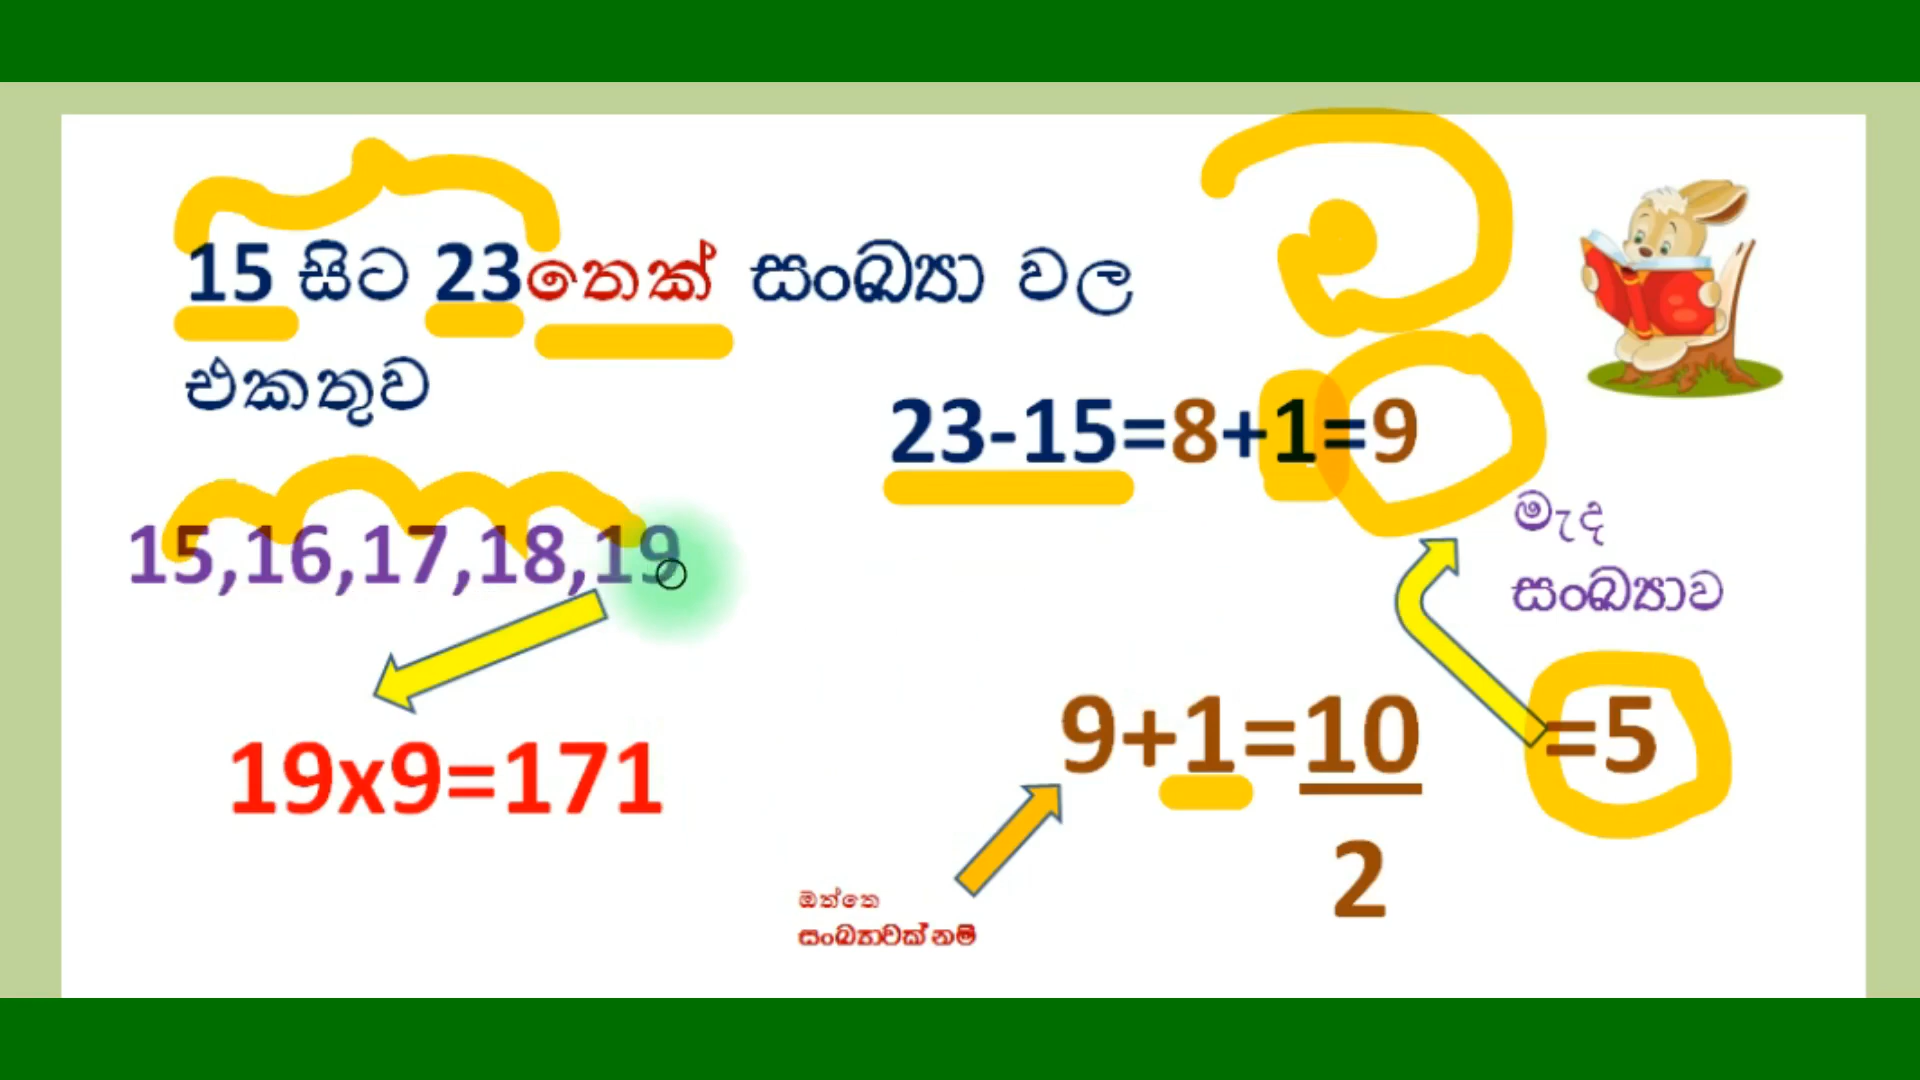 15 සිට 23තෙක් සංඛ්‍යා වල
එකතුව
23-15=8+1=9
15,16,17,18,19
මැද
සංඛ්‍යාව
19x9=171
9+1=10 =5
2
ඔත්තෙ
සංඛ්‍යාවක් නම්